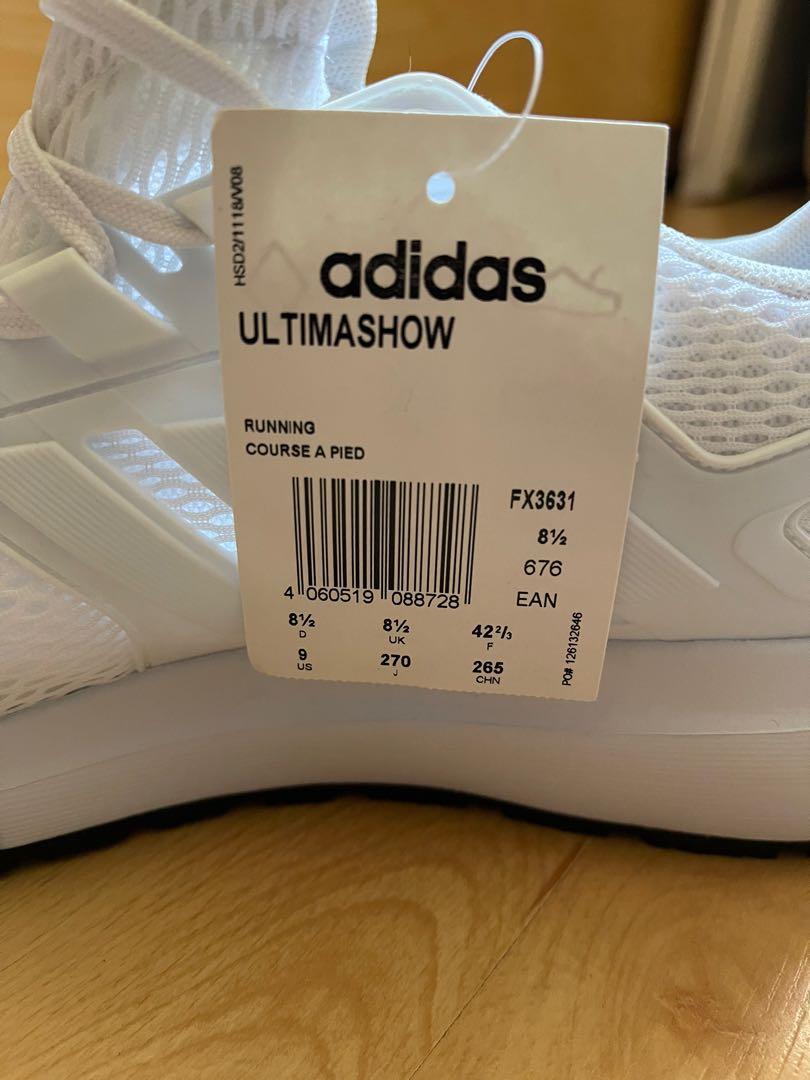 HSD2/1118/V08
adidas
ULTIMASHOW
RUNNING
COURSE A PIED
FX3631
8½
676
EAN
4 060519 088728
8½ 8½ 42²/₃
D UK F
9 270 265
US J CHN
PO# 126132646